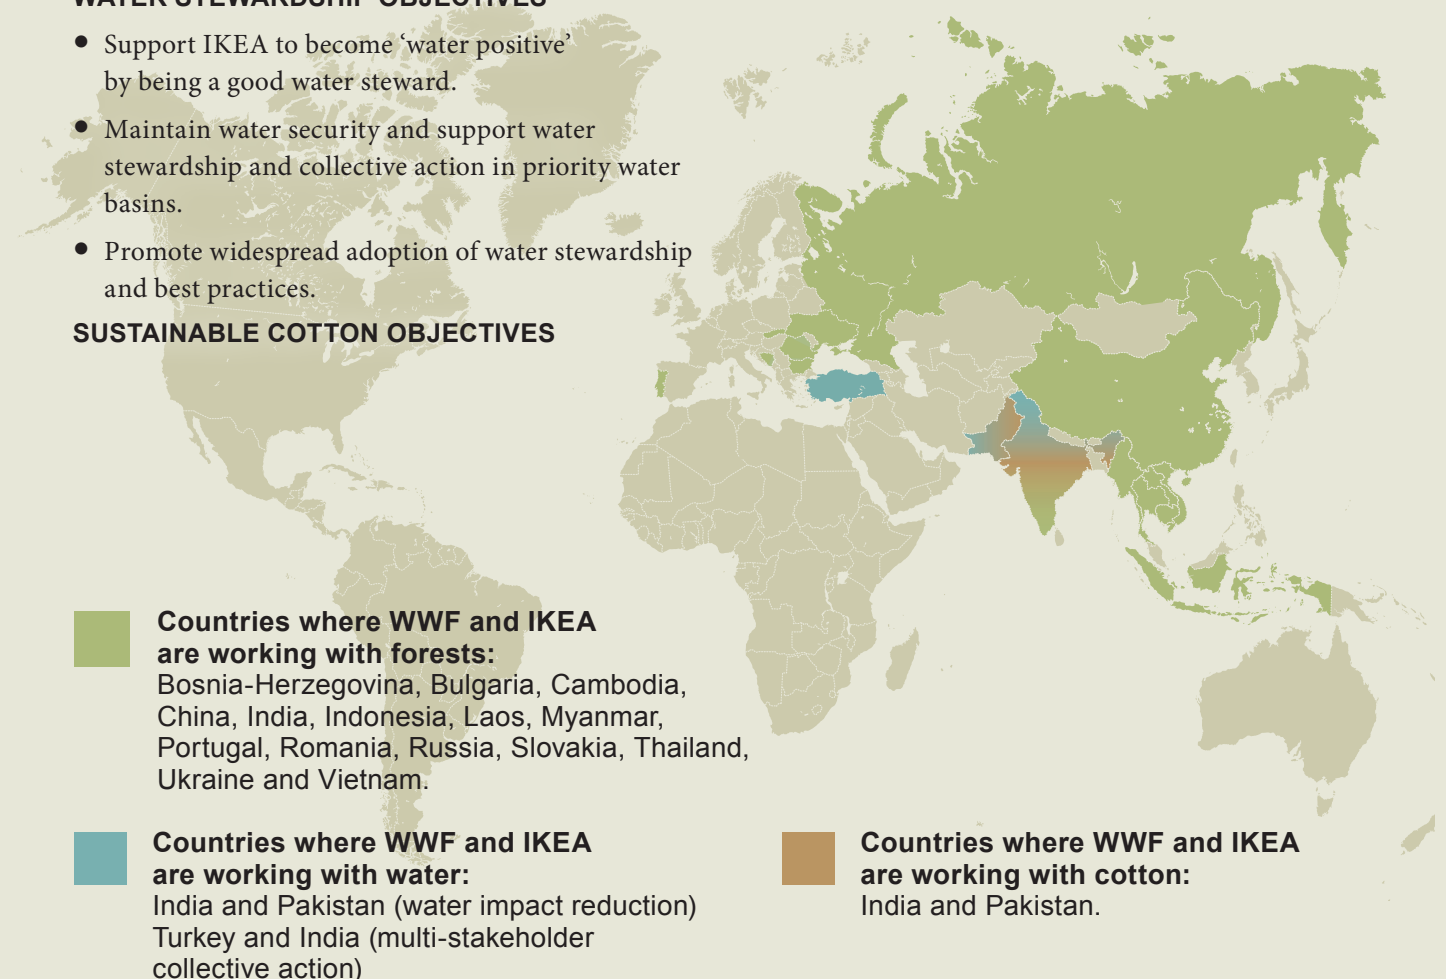 WATER STEWARDSHIP OBJECTIVES
• Support IKEA to become ‘water positive’
by being a good water steward.
• Maintain water security and support water
stewardship and collective action in priority water
basins.
• Promote widespread adoption of water stewardship
and best practices.
SUSTAINABLE COTTON OBJECTIVES
Countries where WWF and IKEA
are working with forests:
Bosnia-Herzegovina, Bulgaria, Cambodia,
China, India, Indonesia, Laos, Myanmar,
Portugal, Romania, Russia, Slovakia, Thailand,
Ukraine and Vietnam.
Countries where WWF and IKEA
are working with water:
India and Pakistan (water impact reduction)
Turkey and India (multi-stakeholder
collective action)
Countries where WWF and IKEA
are working with cotton:
India and Pakistan.